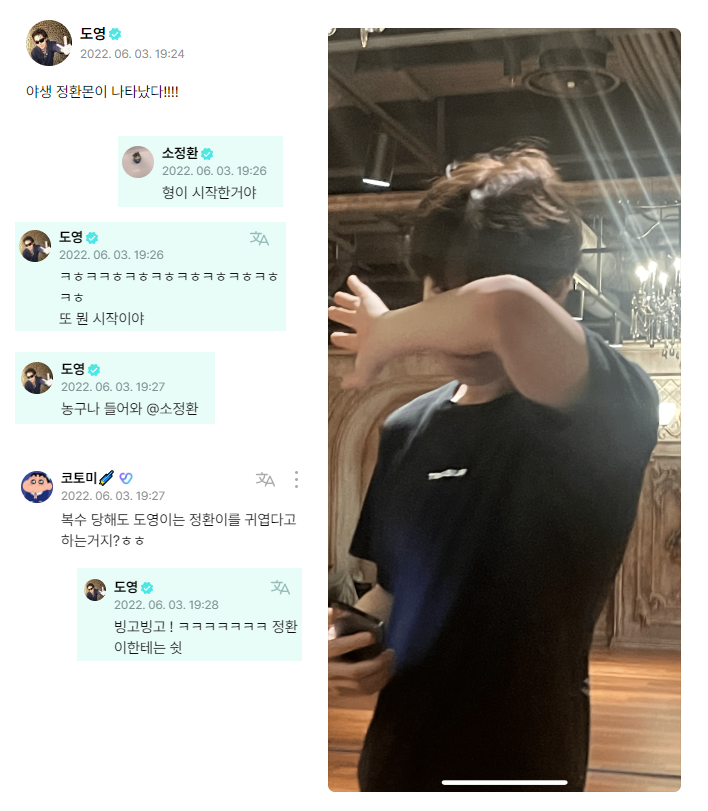 도영
2022. 06. 03. 19:24
야생 정환몬이 나타났다!!!!
소정환
2022. 06. 03. 19:26
형이 시작한거야
도영
2022. 06. 03. 19:26
ㅋㅎㅋㅋㅎㅋㅎㅋㅎㅋㅎㅋㅎㅋㅎㅋㅎ
ㅋㅎ
또 뭔 시작이야
도영
2022. 06. 03. 19:27
농구나 들어와 @소정환
코토미
2022. 06. 03. 19:27
복수 당해도 도영이는 정환이를 귀엽다고
하는거지?ㅎㅎ
도영
2022. 06. 03. 19:28
빙고빙고 ! ㅋㅋㅋㅋㅋㅋㅋ 정환
이한테는 쉿